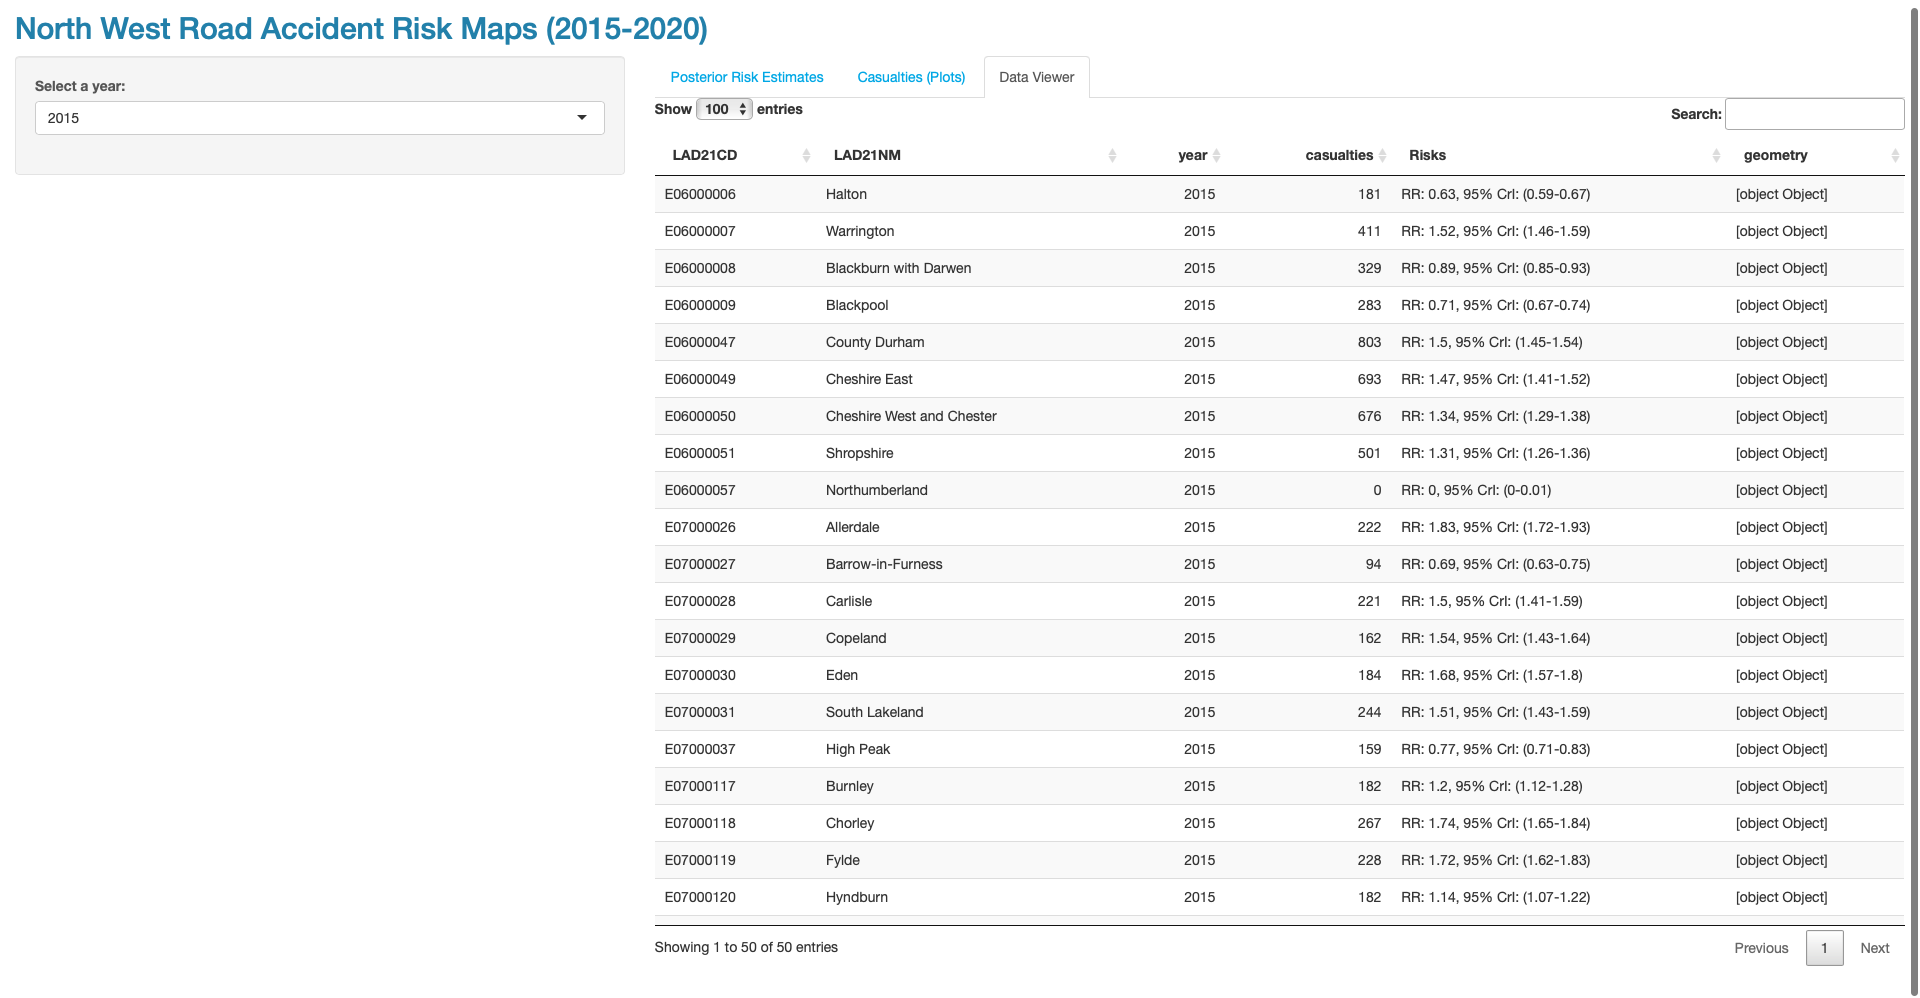 North West Road Accident Risk Maps (2015-2020)
Select a year:
2015
Posterior Risk Estimates Casualties (Plots) Data Viewer
Show 100 entries
Search:
LAD21CD LAD21NM year casualties Risks geometry
E06000006 Halton 2015 181 RR: 0.63, 95% CrI: (0.59-0.67) [object Object]
E06000007 Warrington 2015 411 RR: 1.52, 95% CrI: (1.46-1.59) [object Object]
E06000008 Blackburn with Darwen 2015 329 RR: 0.89, 95% CrI: (0.85-0.93) [object Object]
E06000009 Blackpool 2015 283 RR: 0.71, 95% CrI: (0.67-0.74) [object Object]
E06000047 County Durham 2015 803 RR: 1.5, 95% CrI: (1.45-1.54) [object Object]
E06000049 Cheshire East 2015 693 RR: 1.47, 95% CrI: (1.41-1.52) [object Object]
E06000050 Cheshire West and Chester 2015 676 RR: 1.34, 95% CrI: (1.29-1.38) [object Object]
E06000051 Shropshire 2015 501 RR: 1.31, 95% CrI: (1.26-1.36) [object Object]
E06000057 Northumberland 2015 0 RR: 0, 95% CrI: (0-0.01) [object Object]
E07000026 Allerdale 2015 222 RR: 1.83, 95% CrI: (1.72-1.93) [object Object]
E07000027 Barrow-in-Furness 2015 94 RR: 0.69, 95% CrI: (0.63-0.75) [object Object]
E07000028 Carlisle 2015 221 RR: 1.5, 95% CrI: (1.41-1.59) [object Object]
E07000029 Copeland 2015 162 RR: 1.54, 95% CrI: (1.43-1.64) [object Object]
E07000030 Eden 2015 184 RR: 1.68, 95% CrI: (1.57-1.8) [object Object]
E07000031 South Lakeland 2015 244 RR: 1.51, 95% CrI: (1.43-1.59) [object Object]
E07000037 High Peak 2015 159 RR: 0.77, 95% CrI: (0.71-0.83) [object Object]
E07000117 Burnley 2015 182 RR: 1.2, 95% CrI: (1.12-1.28) [object Object]
E07000118 Chorley 2015 267 RR: 1.74, 95% CrI: (1.65-1.84) [object Object]
E07000119 Fylde 2015 228 RR: 1.72, 95% CrI: (1.62-1.83) [object Object]
E07000120 Hyndburn 2015 182 RR: 1.14, 95% CrI: (1.07-1.22) [object Object]
Showing 1 to 50 of 50 entries
Previous 1 Next